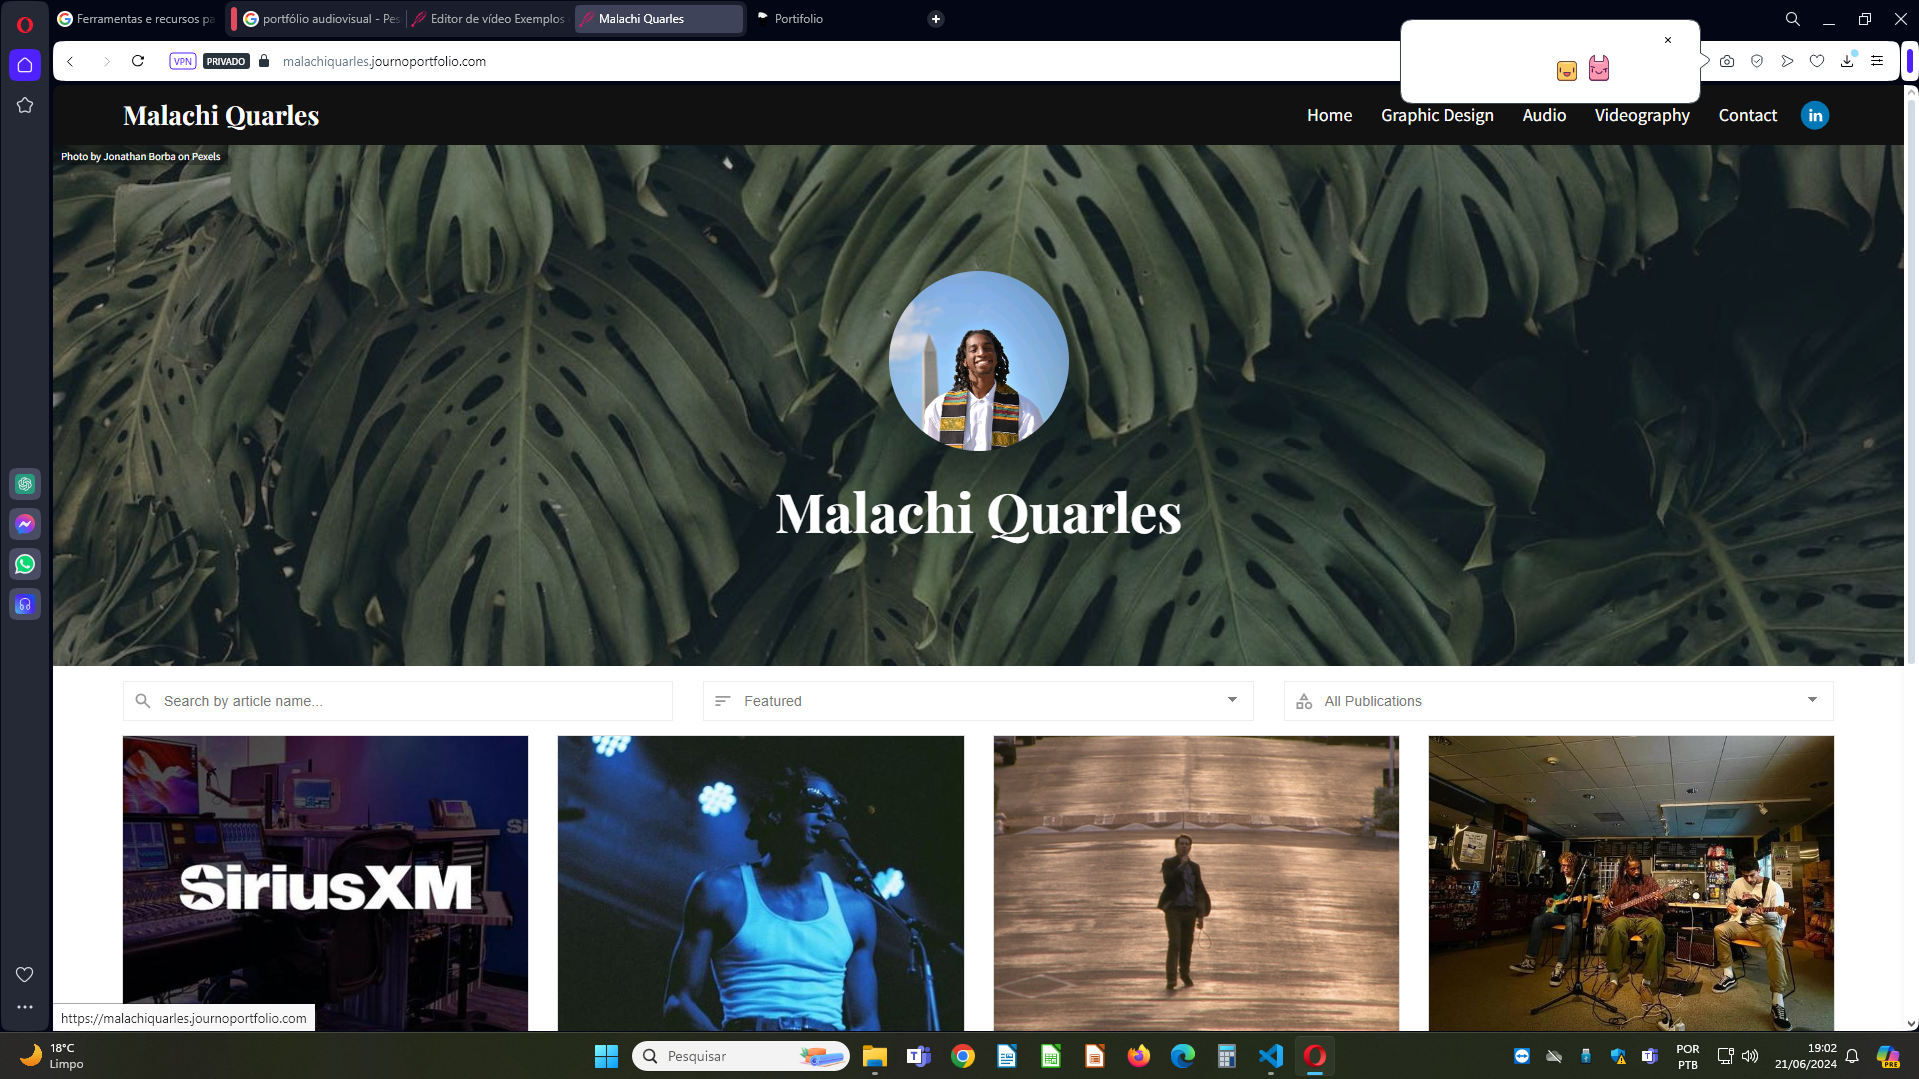 Ferramentas e recursos pa
portfólio audiovisual - Pes
Editor de vídeo Exemplos
Malachi Quarles
Portifolio
VPN
PRIVADO
malachiquarles.journoportfolio.com
Malachi Quarles
Home
Graphic Design
Audio
Videography
Contact
in
Photo by Jonathan Borba on Pexels
Malachi Quarles
Search by article name...
Featured
All Publications
SiriusXM
https://malachiquarles.journoportfolio.com
18°C
Limpo
Pesquisar
POR
PTB
19:02
21/06/2024
PRE